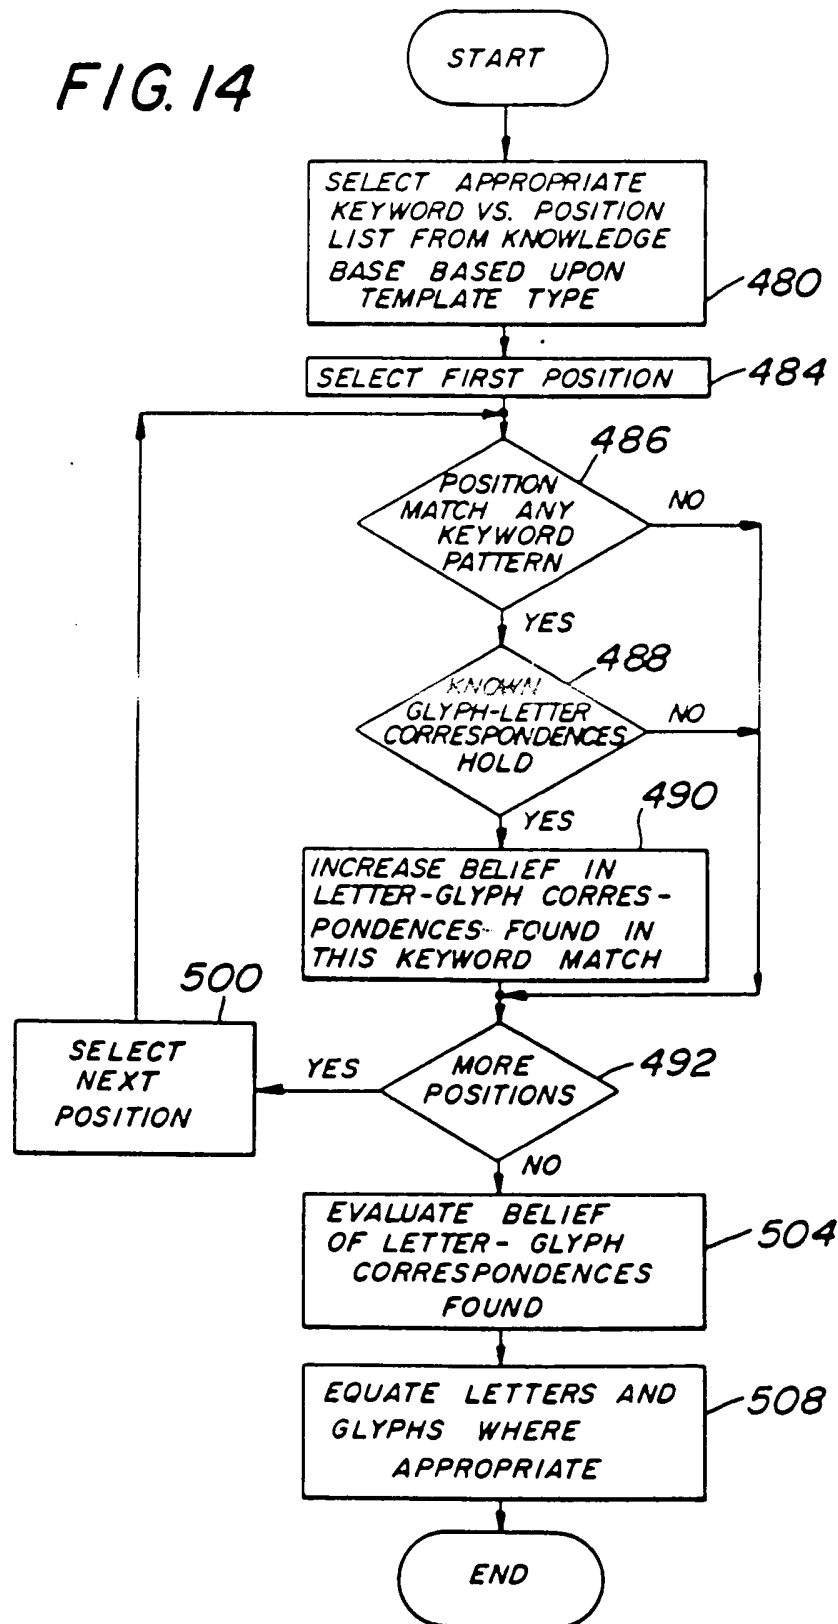 FIG. 14
START
SELECT APPROPRIATE
KEYWORD VS. POSITION
LIST FROM KNOWLEDGE
BASE BASED UPON
TEMPLATE TYPE
480
SELECT FIRST POSITION
484
486
POSITION
MATCH ANY
KEYWORD
PATTERN
NO
YES
488
KNOWN
GLYPH-LETTER
CORRESPONDENCES
HOLD
NO
YES
490
INCREASE BELIEF IN
LETTER-GLYPH CORRES-
PONDENCES FOUND IN
THIS KEYWORD MATCH
500
SELECT
NEXT
POSITION
YES
MORE
POSITIONS
492
NO
EVALUATE BELIEF
OF LETTER- GLYPH
CORRESPONDENCES
FOUND
504
EQUATE LETTERS AND
GLYPHS WHERE
APPROPRIATE
508
END